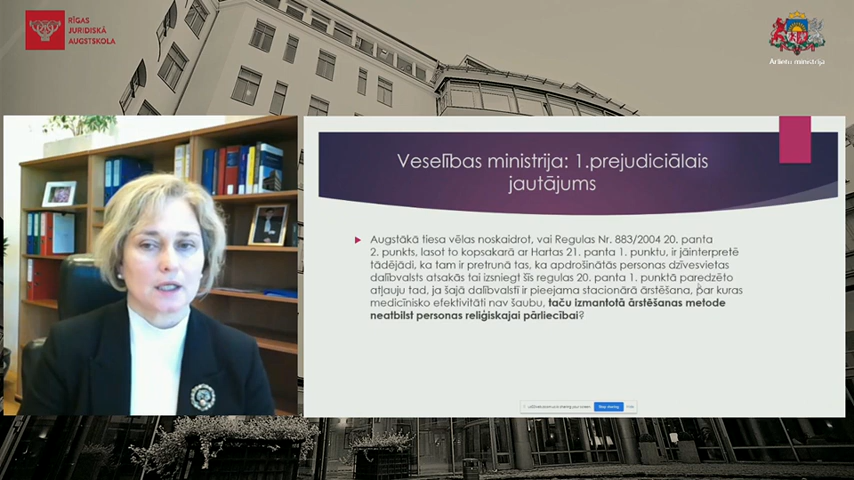 RĪGAS
JURIDISKĀ
AUGSTSKOLA
Ārlietu ministrija
Veselības ministrija: 1.prejudiciālais
jautājums
Augstākā tiesa vēlas noskaidrot, vai Regulas Nr. 883/2004 20. panta
2. punkts, lasot to kopsakarā ar Hartas 21. panta 1. punktu, ir jāinterpretē
tādējādi, ka tam ir pretrunā tas, ka apdrošinātās personas dzīvesvietas
dalībvalsts atsakās tai izsniegt šīs regulas 20. panta 1. punktā paredzēto
atļauju tad, ja šajā dalībvalstī ir pieejama stacionārā ārstēšana, par kuras
medicīnisko efektivitāti nav šaubu, taču izmantotā ārstēšanas metode
neatbilst personas reliģiskajai pārliecībai?
Stop sharing